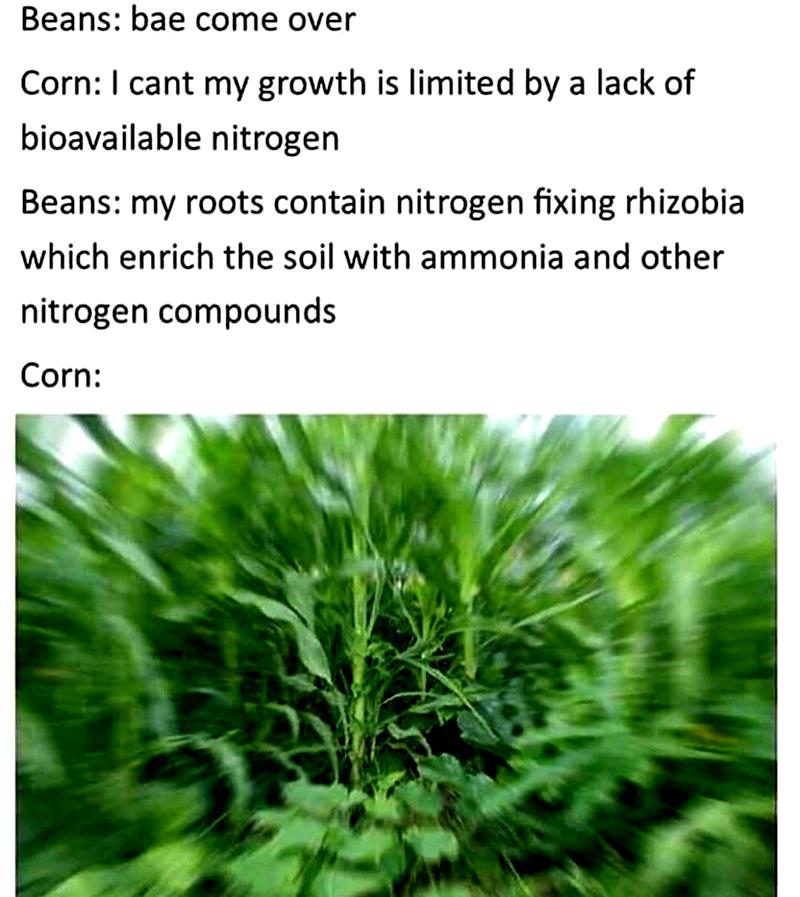 Beans: bae come over
Corn: I cant my growth is limited by a lack of
bioavailable nitrogen
Beans: my roots contain nitrogen fixing rhizobia
which enrich the soil with ammonia and other
nitrogen compounds
Corn: